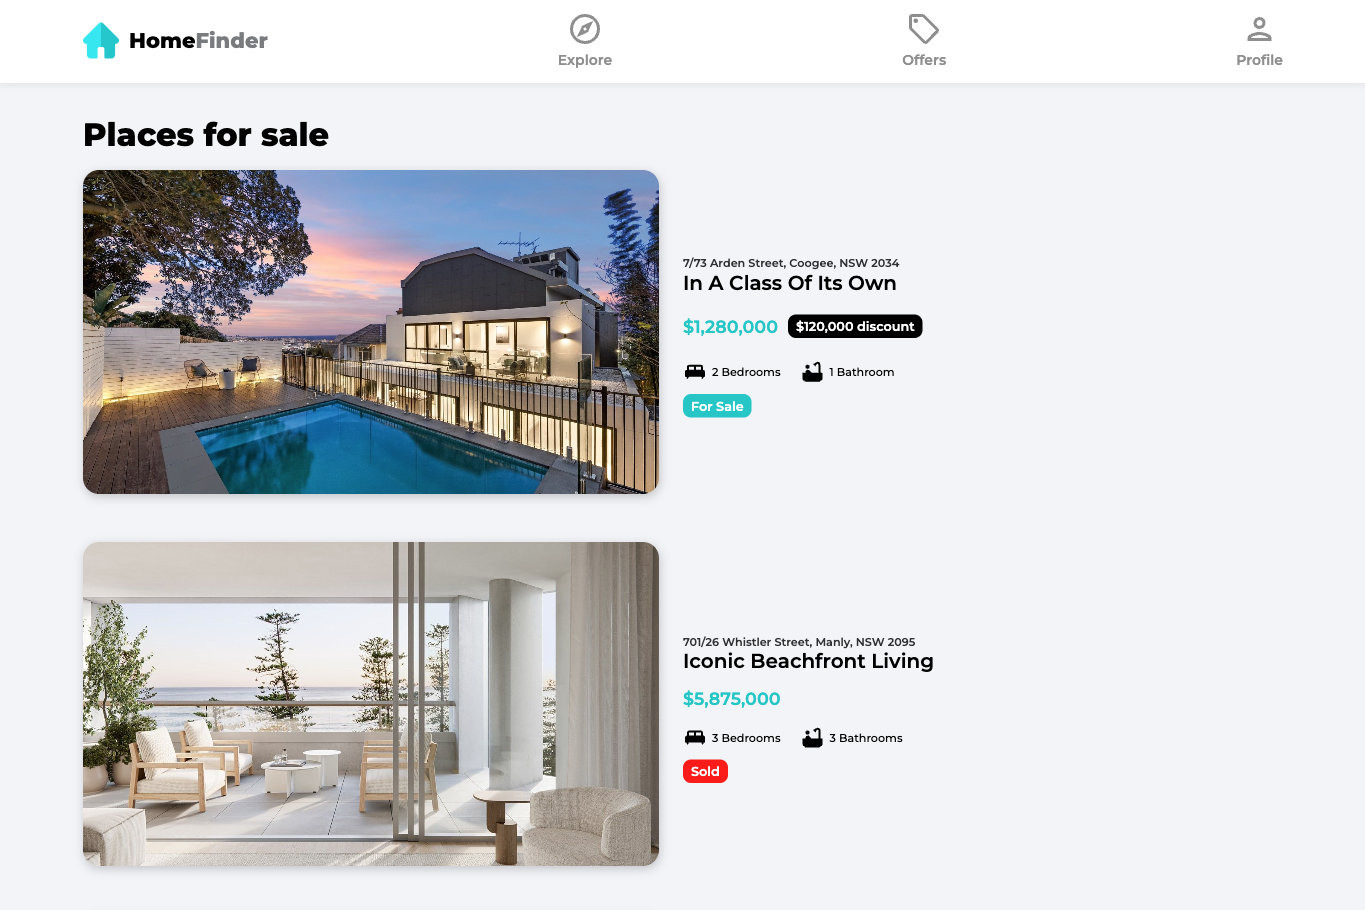 HomeFinder
Explore
Offers
Profile
Places for sale
7/73 Arden Street, Coogee, NSW 2034
In A Class Of Its Own
$1,280,000 $120,000 discount
2 Bedrooms 1 Bathroom
For Sale
701/26 Whistler Street, Manly, NSW 2095
Iconic Beachfront Living
$5,875,000
3 Bedrooms 3 Bathrooms
Sold